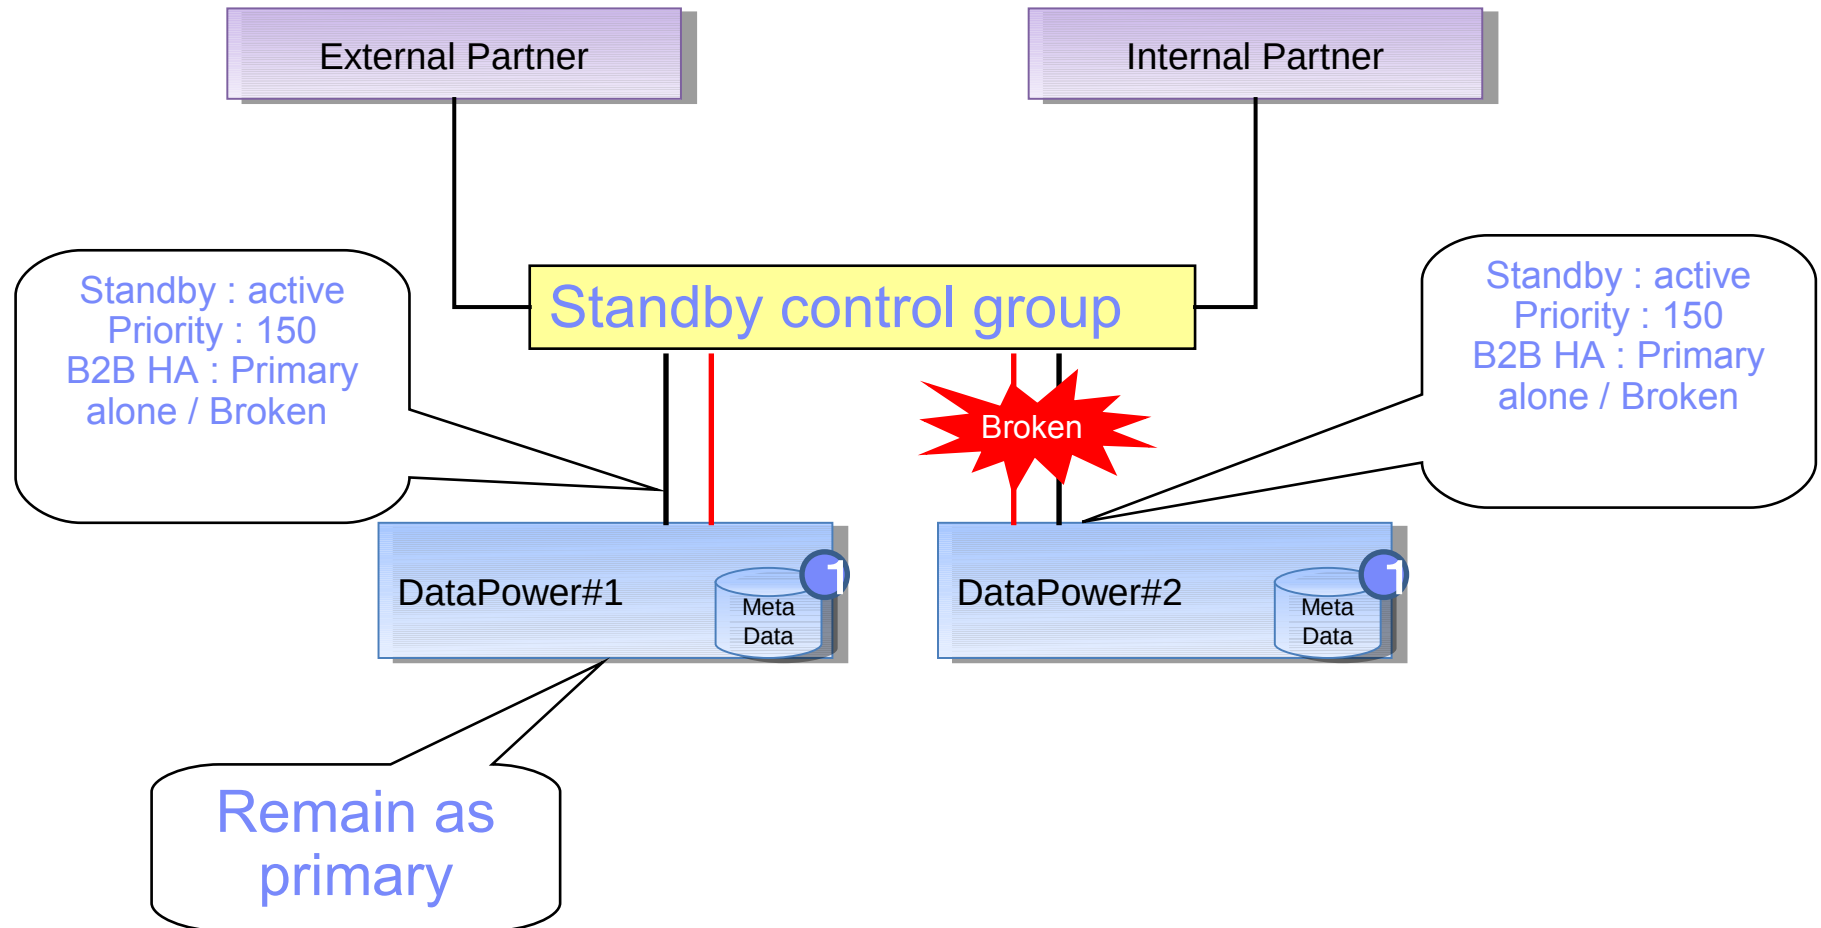 External Partner
Internal Partner
Standby : active
Priority : 150
B2B HA : Primary
alone / Broken
Standby control group
Standby : active
Priority : 150
B2B HA : Primary
alone / Broken
Broken
DataPower#1
Meta
Data
1
DataPower#2
Meta
Data
1
Remain as
primary